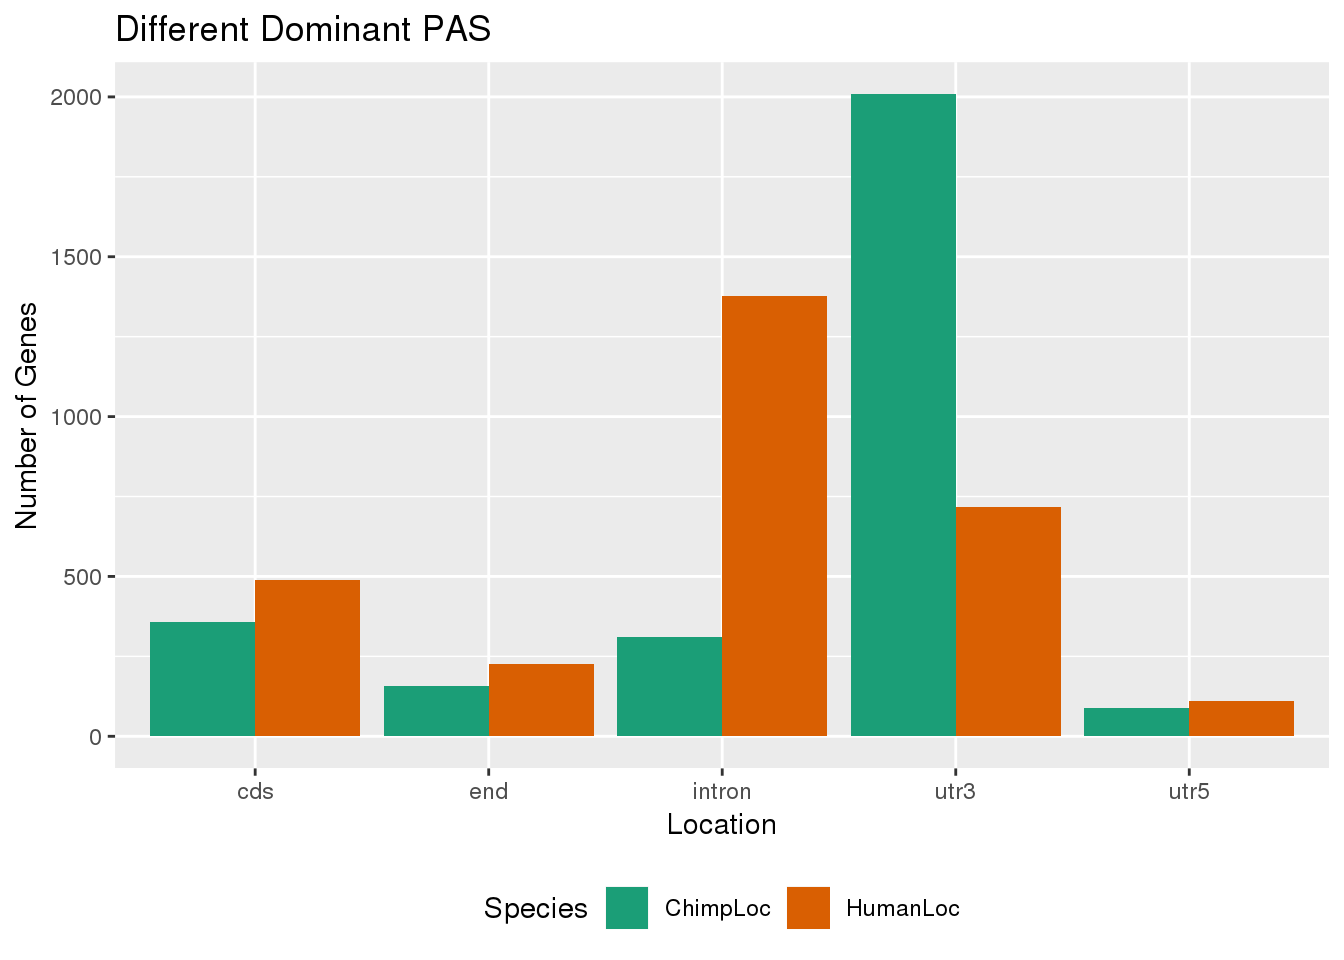 Different Dominant PAS
Number of Genes
2000
1500
1000
500
0
cds end intron utr3 utr5
Location
Species ChimpLoc HumanLoc